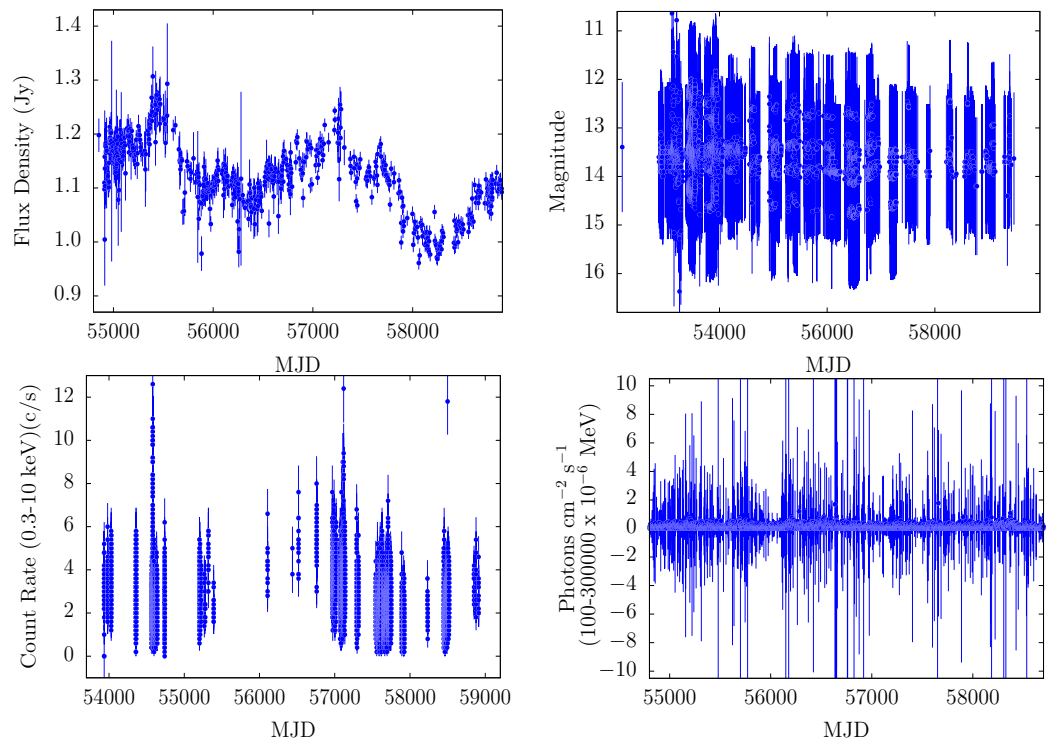 1.4
1.3
1.2
1.1
1.0
0.9
Flux Density (Jy)
55000 56000 57000 58000
MJD
11
12
13
14
15
16
Magnitude
54000 56000 58000
MJD
12
10
8
6
4
2
0
Count Rate (0.3-10 keV)(c/s)
54000 55000 56000 57000 58000 59000
MJD
10
8
6
4
2
0
−2
−4
−6
−8
−10
Photons cm⁻² s⁻¹
(100-300000 x 10⁻⁶ MeV)
55000 56000 57000 58000
MJD